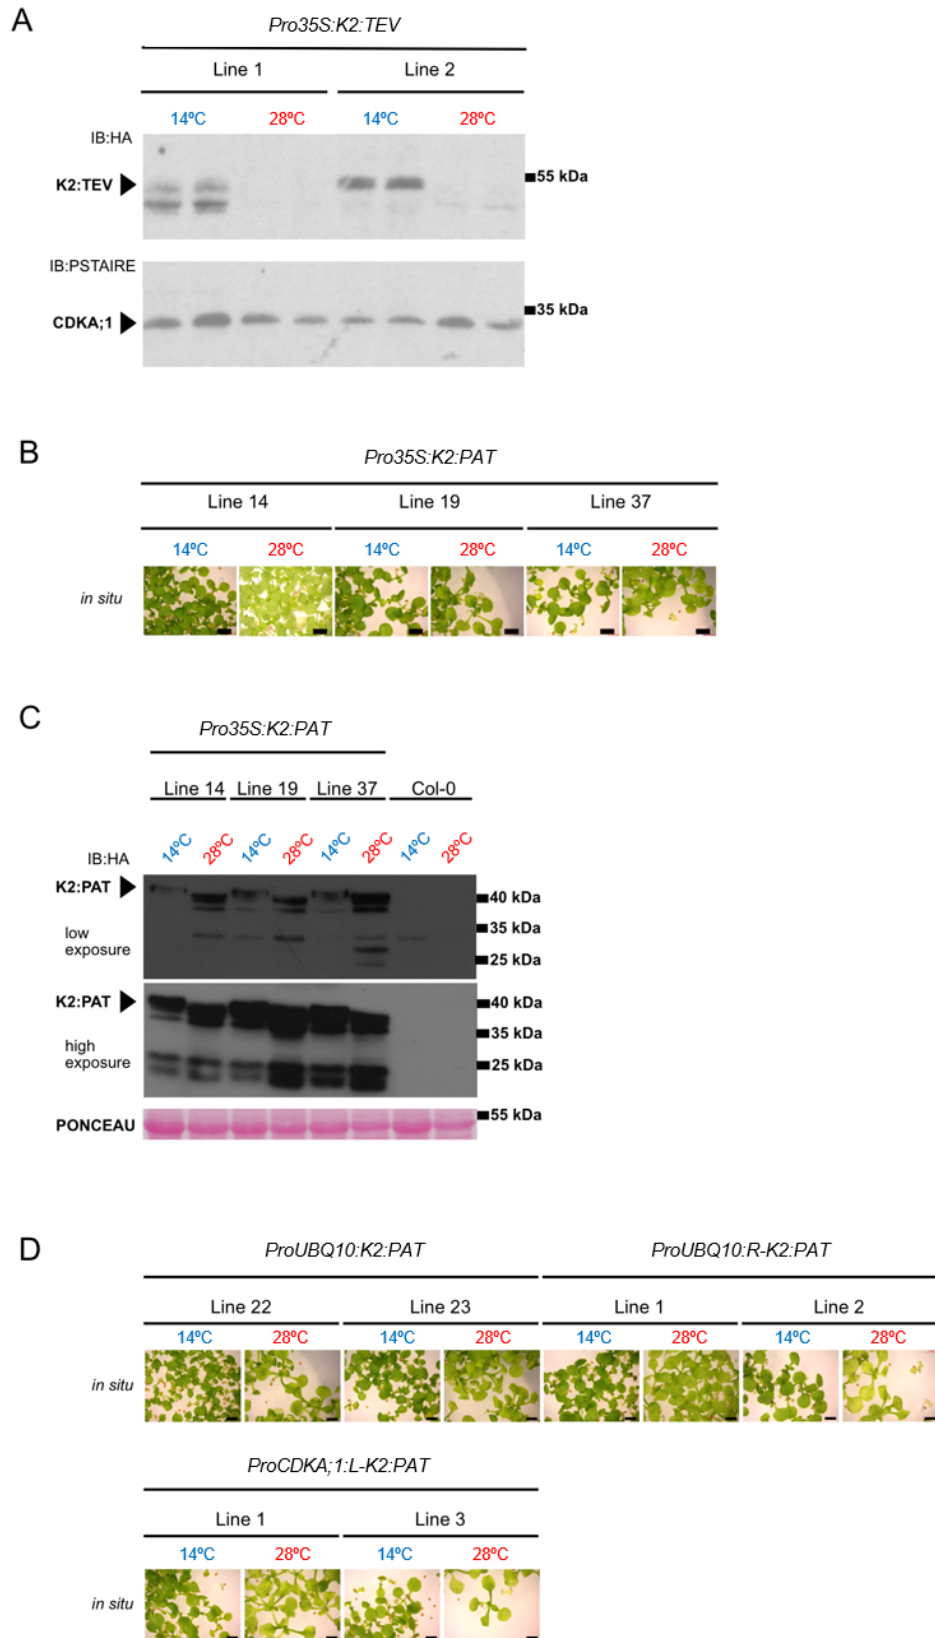 A
Pro35S:K2:TEV
Line 1 Line 2
14ºC 28ºC 14ºC 28ºC
IB:HA
K2:TEV
55 kDa
IB:PSTAIRE
35 kDa
CDKA;1
B
Pro35S:K2:PAT
Line 14 Line 19 Line 37
14ºC 28ºC 14ºC 28ºC 14ºC 28ºC
in situ
C
Pro35S:K2:PAT
Line 14 Line 19 Line 37 Col-0
14ºC 28ºC 14ºC 28ºC 14ºC 28ºC 14ºC 28ºC
IB:HA
K2:PAT
40 kDa
low
exposure
35 kDa
25 kDa
K2:PAT
40 kDa
35 kDa
high
exposure
25 kDa
55 kDa
PONCEAU
D
ProUBQ10:K2:PAT ProUBQ10:R-K2:PAT
Line 22 Line 23 Line 1 Line 2
14ºC 28ºC 14ºC 28ºC 14ºC 28ºC 14ºC 28ºC
in situ
ProCDKA;1:L-K2:PAT
Line 1 Line 3
14ºC 28ºC 14ºC 28ºC
in situ